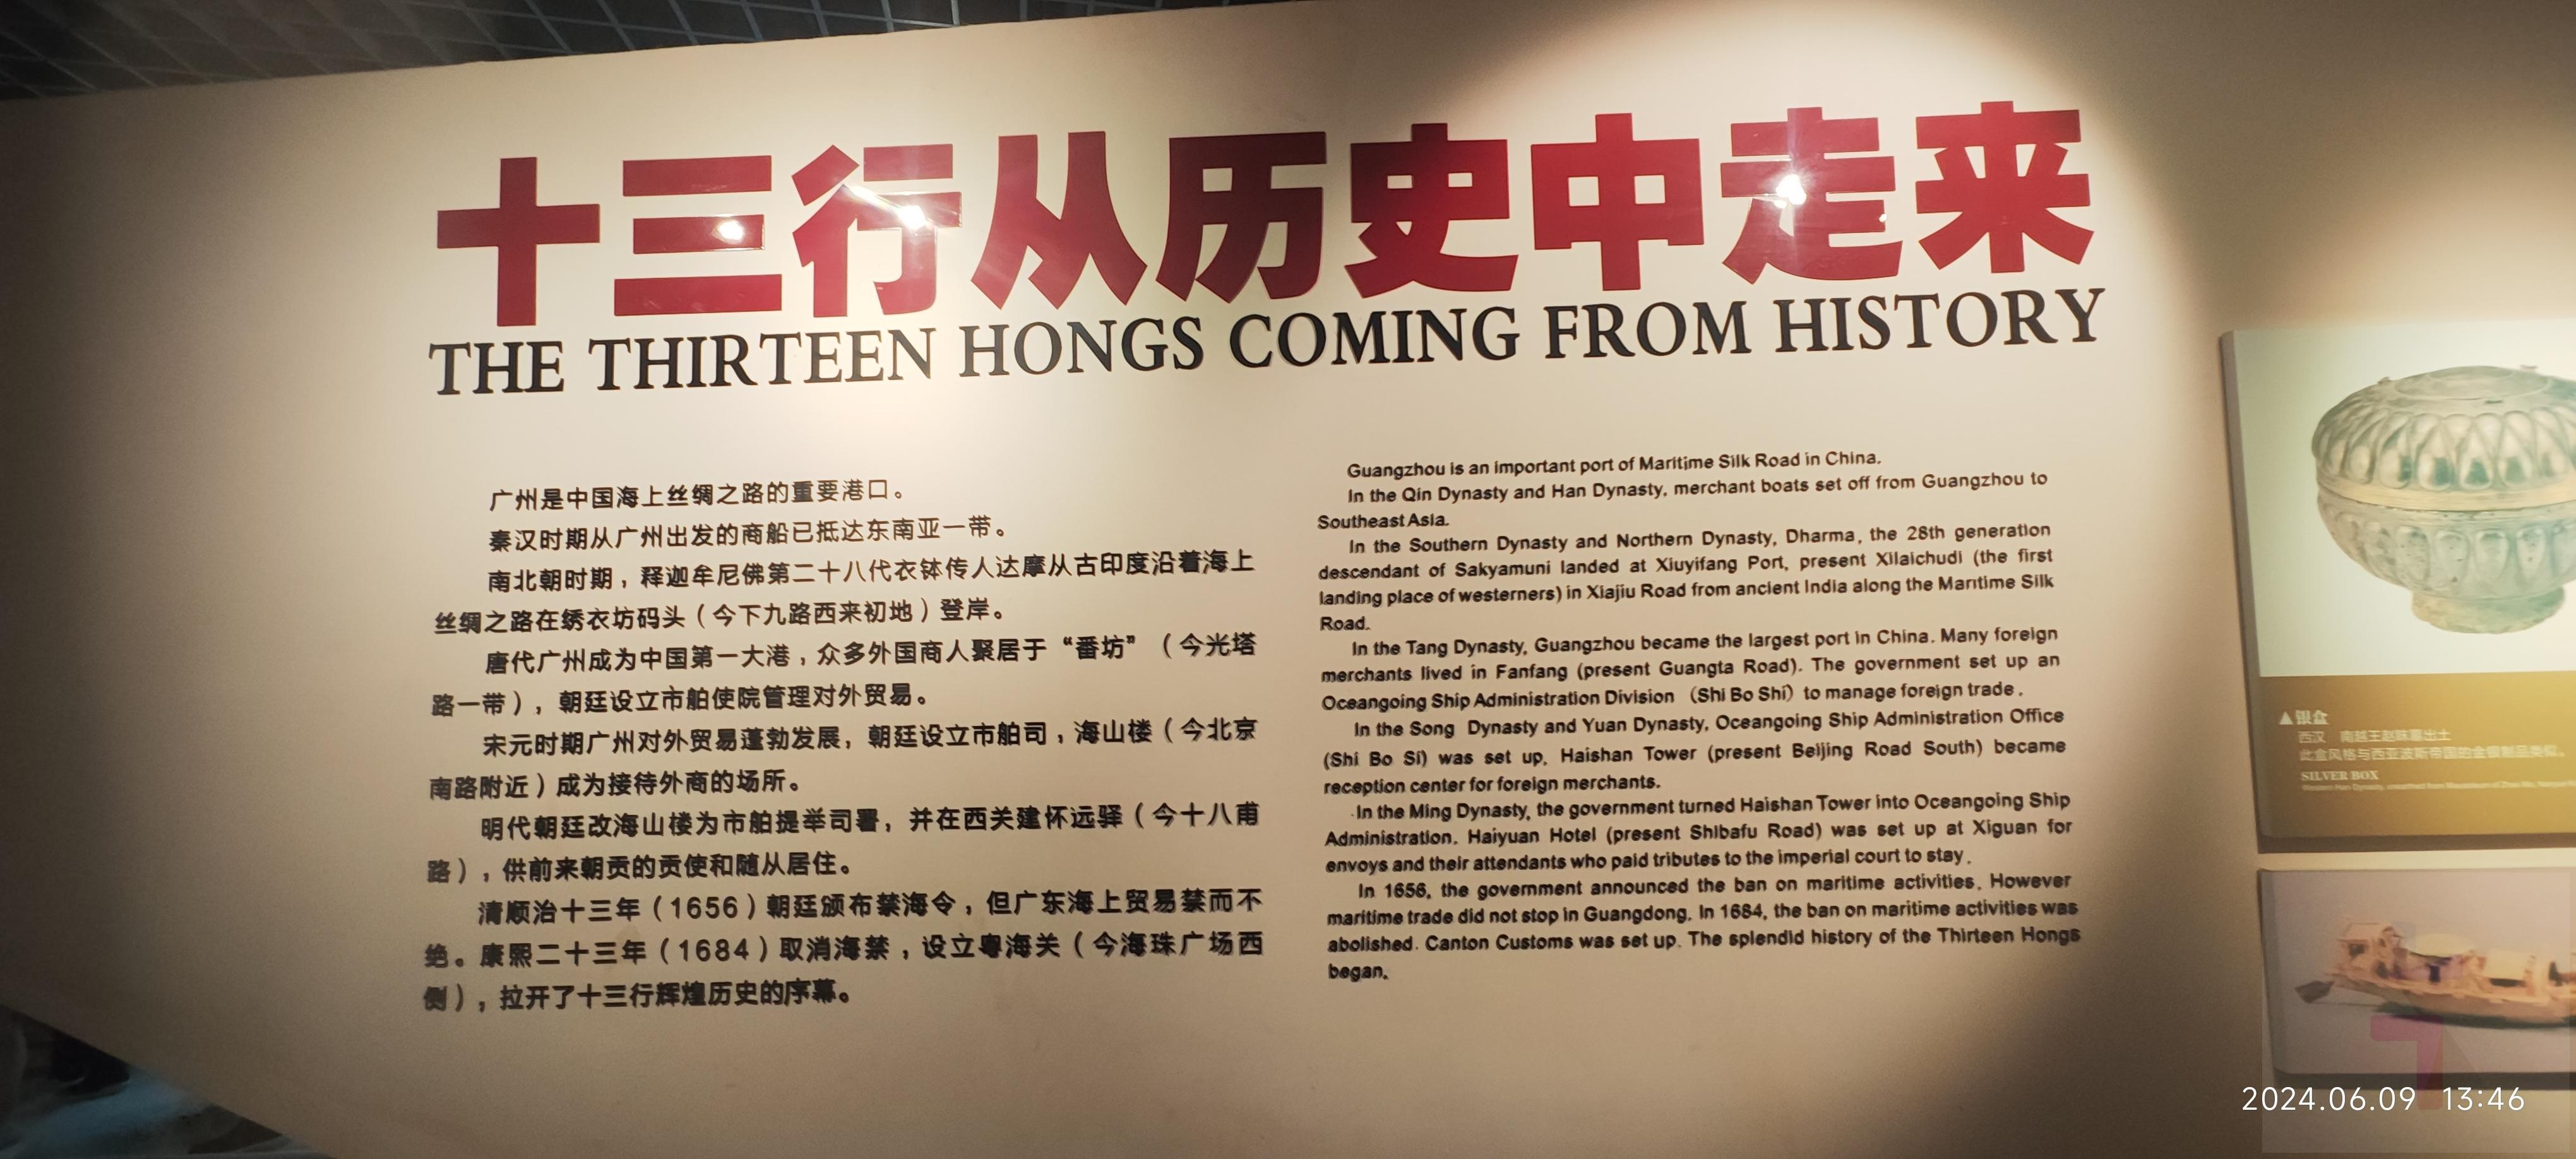 十三行从历史中走来
THE THIRTEEN HONGS COMING FROM HISTORY
广州是中国海上丝绸之路的重要港口。
秦汉时期从广州出发的商船已抵达东南亚一带。
南北朝时期，释迦牟尼佛第二十八代衣钵传人达摩从古印度沿着海上
丝绸之路在绣衣坊码头（今下九路西来初地）登岸。
唐代广州成为中国第一大港，众多外国商人聚居于“番坊”（今光塔
路一带），朝廷设立市舶使院管理对外贸易。
宋元时期广州对外贸易蓬勃发展，朝廷设立市舶司，海山楼（今北京
南路附近）成为接待外商的场所。
明代朝廷改海山楼为市舶提举司署，并在西关建怀远驿（今十八甫
路），供前来朝贡的贡使和随从居住。
清顺治十三年（1656）朝廷颁布禁海令，但广东海上贸易禁而不
绝。康熙二十三年（1684）取消海禁，设立粤海关（今海珠广场西
侧），拉开了十三行辉煌历史的序幕。
Guangzhou is an important port of Maritime Silk Road in China.
In the Qin Dynasty and Han Dynasty, merchant boats set off from Guangzhou to
Southeast Asia.
In the Southern Dynasty and Northern Dynasty, Dharma, the 28th generation
descendant of Sakyamuni landed at Xiuyifang Port, present Xilaichudi (the first
landing place of westerners) in Xiajiu Road from ancient India along the Maritime Silk
Road.
In the Tang Dynasty, Guangzhou became the largest port in China. Many foreign
merchants lived in Fanfang (present Guangta Road). The government set up an
Oceangoing Ship Administration Division (Shi Bo Shi) to manage foreign trade.
In the Song Dynasty and Yuan Dynasty, Oceangoing Ship Administration Office
(Shi Bo Si) was set up. Haishan Tower (present Beijing Road South) became
reception center for foreign merchants.
In the Ming Dynasty, the government turned Haishan Tower into Oceangoing Ship
Administration. Haiyuan Hotel (present Shibafu Road) was set up at Xiguan for
envoys and their attendants who paid tributes to the imperial court to stay.
In 1656, the government announced the ban on maritime activities. However
maritime trade did not stop in Guangdong. In 1684, the ban on maritime activities was
abolished. Canton Customs was set up. The splendid history of the Thirteen Hongs
began.
▲银盒
西汉 南越王赵眜墓出土
此盒风格与西亚波斯帝国的金银制品类似。
SILVER BOX
2024.06.09 13:46